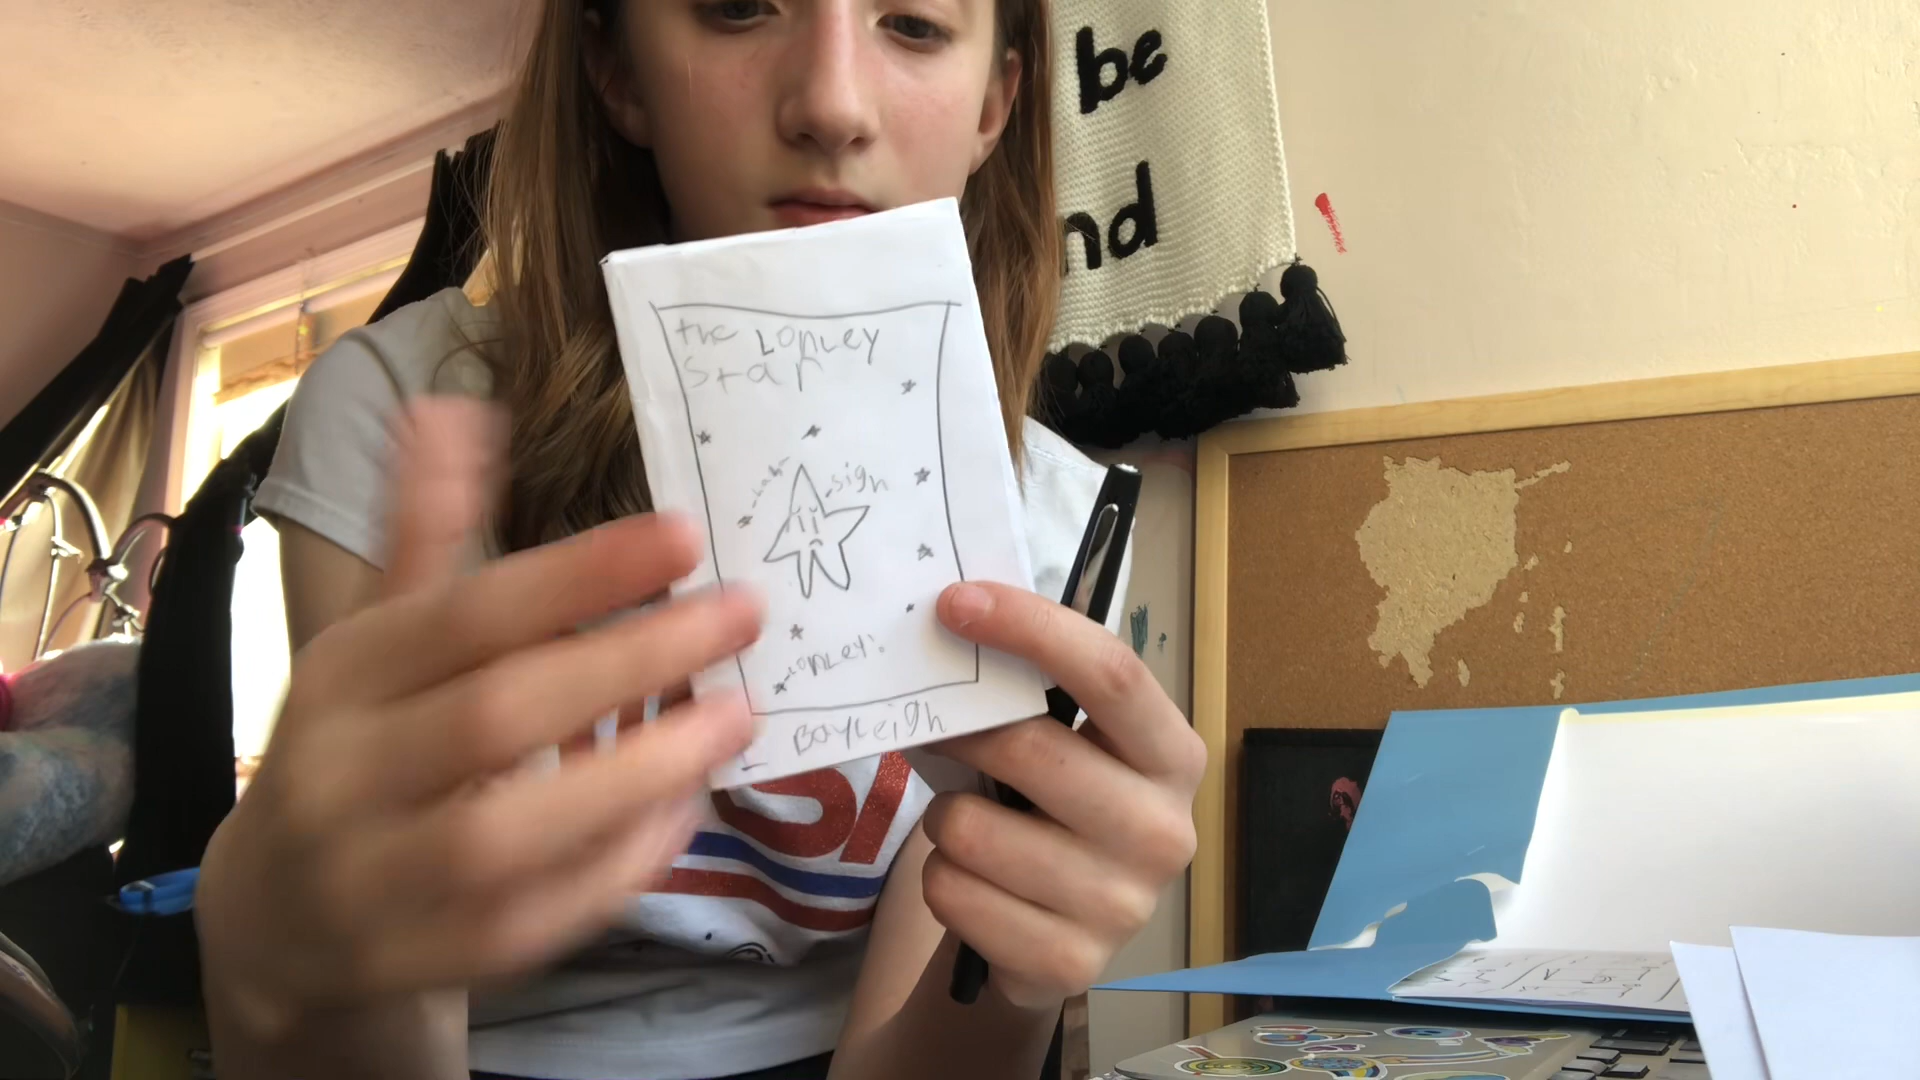 be
nd
the LONLEY
Star
-sign
-LONLEY!
BayLeigh